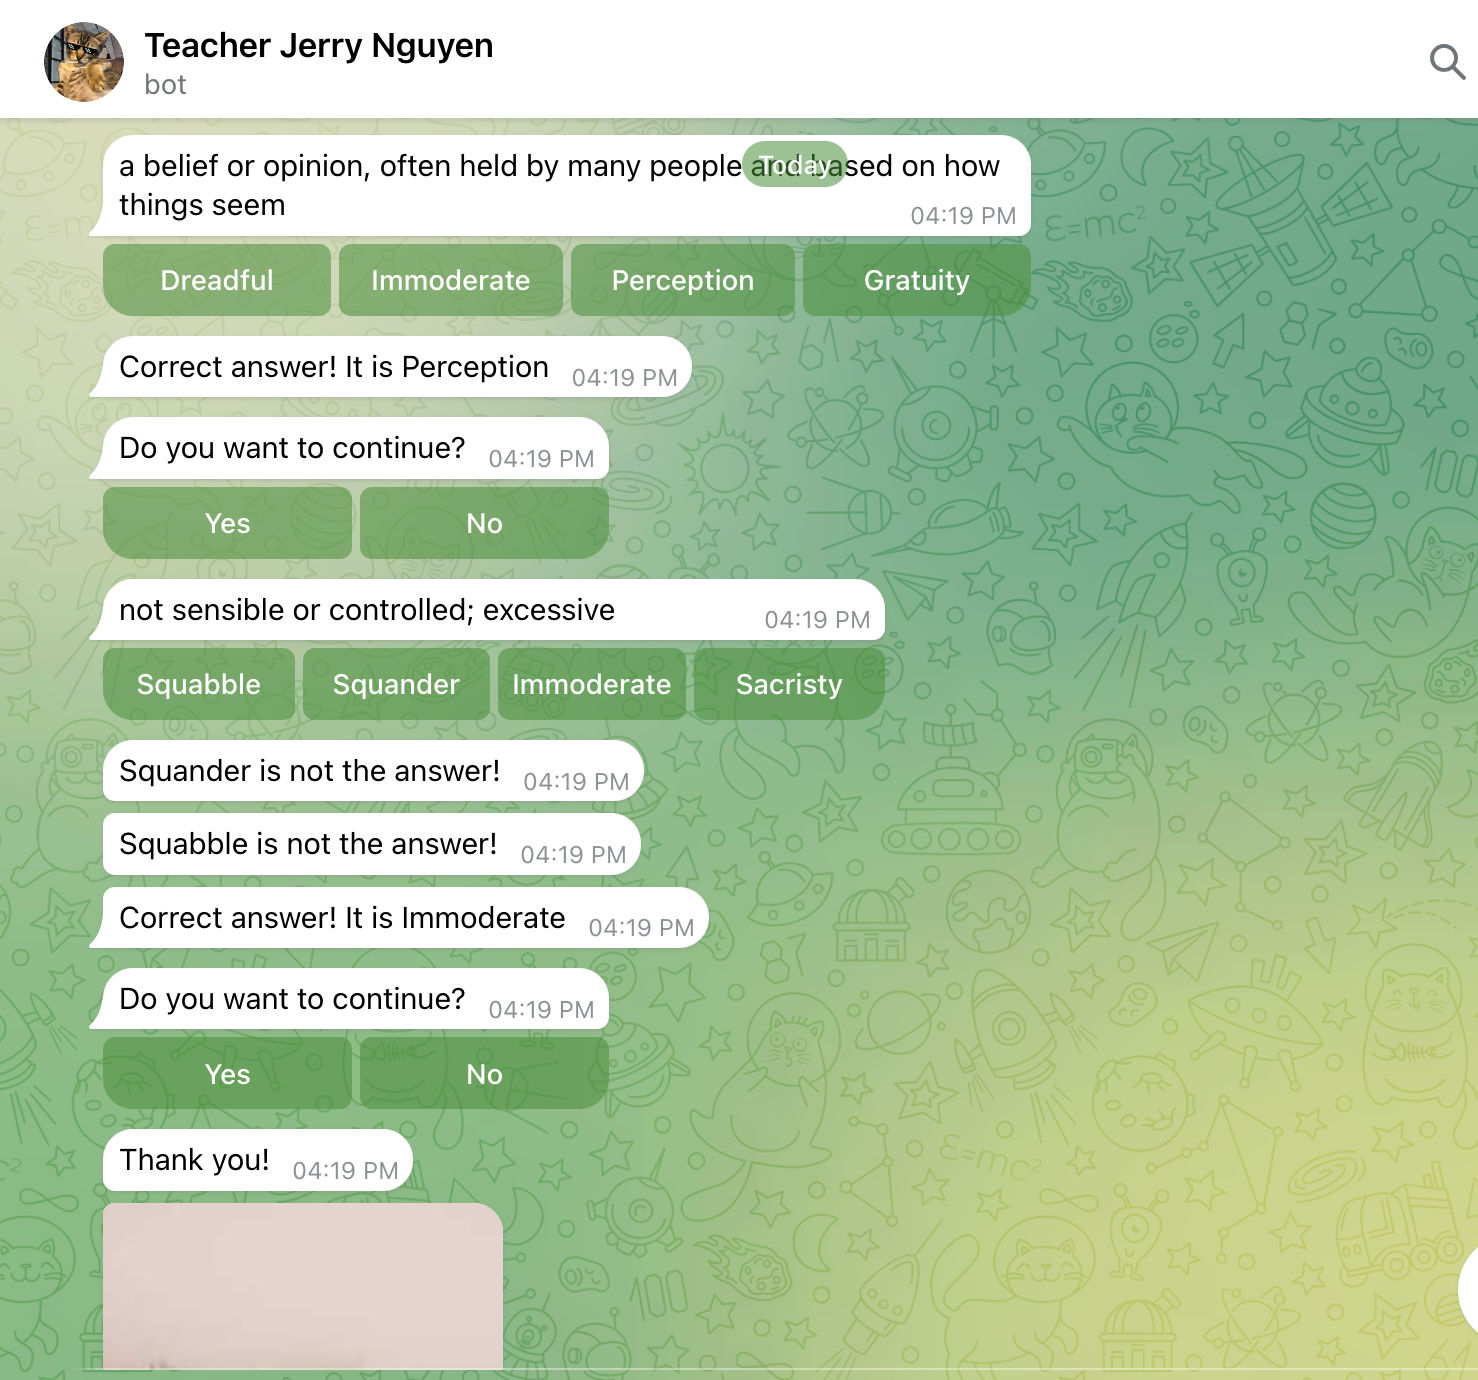 Teacher Jerry Nguyen
bot
Today
a belief or opinion, often held by many people and based on how
things seem
04:19 PM
Dreadful Immoderate Perception Gratuity
Correct answer! It is Perception 04:19 PM
Do you want to continue? 04:19 PM
Yes No
not sensible or controlled; excessive 04:19 PM
Squabble Squander Immoderate Sacristy
Squander is not the answer! 04:19 PM
Squabble is not the answer! 04:19 PM
Correct answer! It is Immoderate 04:19 PM
Do you want to continue? 04:19 PM
Yes No
Thank you! 04:19 PM
ε=mc²
ε=mc²